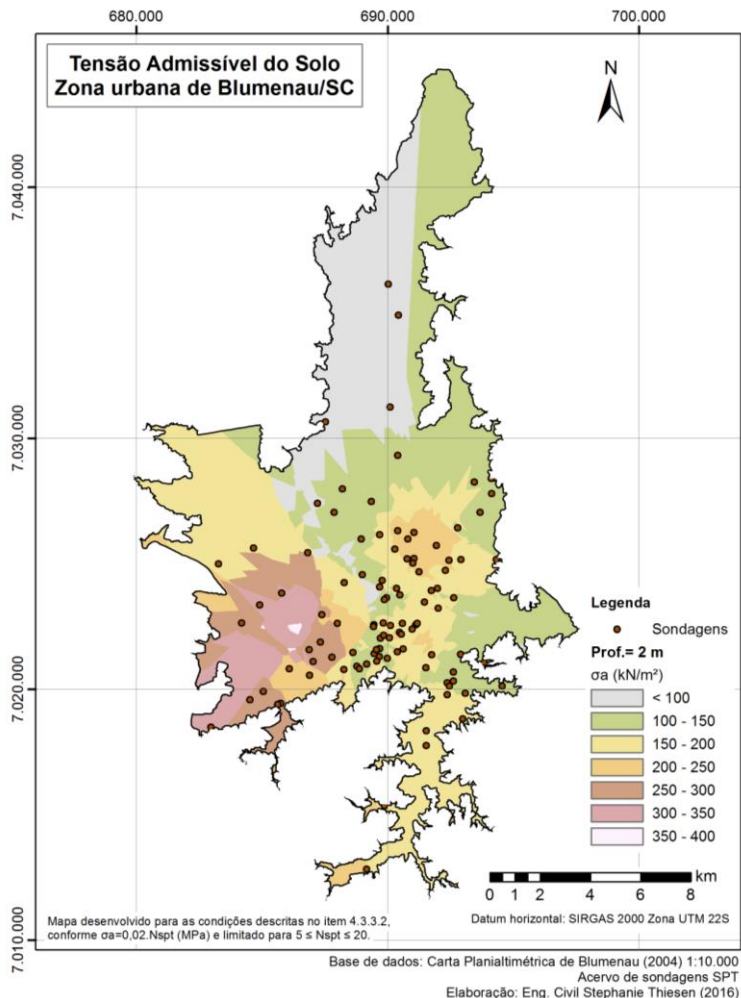 680.000
690.000
700.000
Tensão Admissível do Solo
Zona urbana de Blumenau/SC
N
7.040.000
7.030.000
7.020.000
7.010.000
Legenda
Sondagens
Prof.= 2 m
σa (kN/m²)
< 100
100 - 150
150 - 200
200 - 250
250 - 300
300 - 350
350 - 400
km
0 1 2 4 6 8
Mapa desenvolvido para as condições descritas no item 4.3.3.2,
conforme σa=0,02.Nspt (MPa) e limitado para 5 ≤ Nspt ≤ 20.
Datum horizontal: SIRGAS 2000 Zona UTM 22S
Base de dados: Carta Planialtimétrica de Blumenau (2004) 1:10.000
Acervo de sondagens SPT
Elaboração: Eng. Civil Stephanie Thiesen (2016)